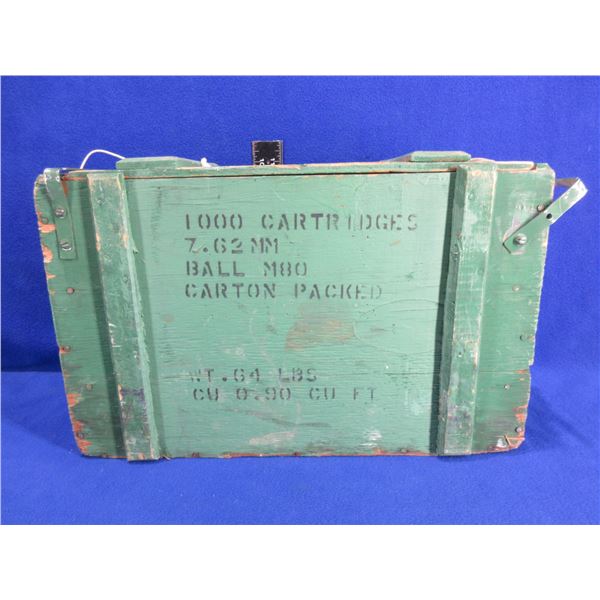 1000 CARTRIDGES
7.62 MM
BALL M80
CARTON PACKED
WT. 64 LBS
CU 0.90 CU FT